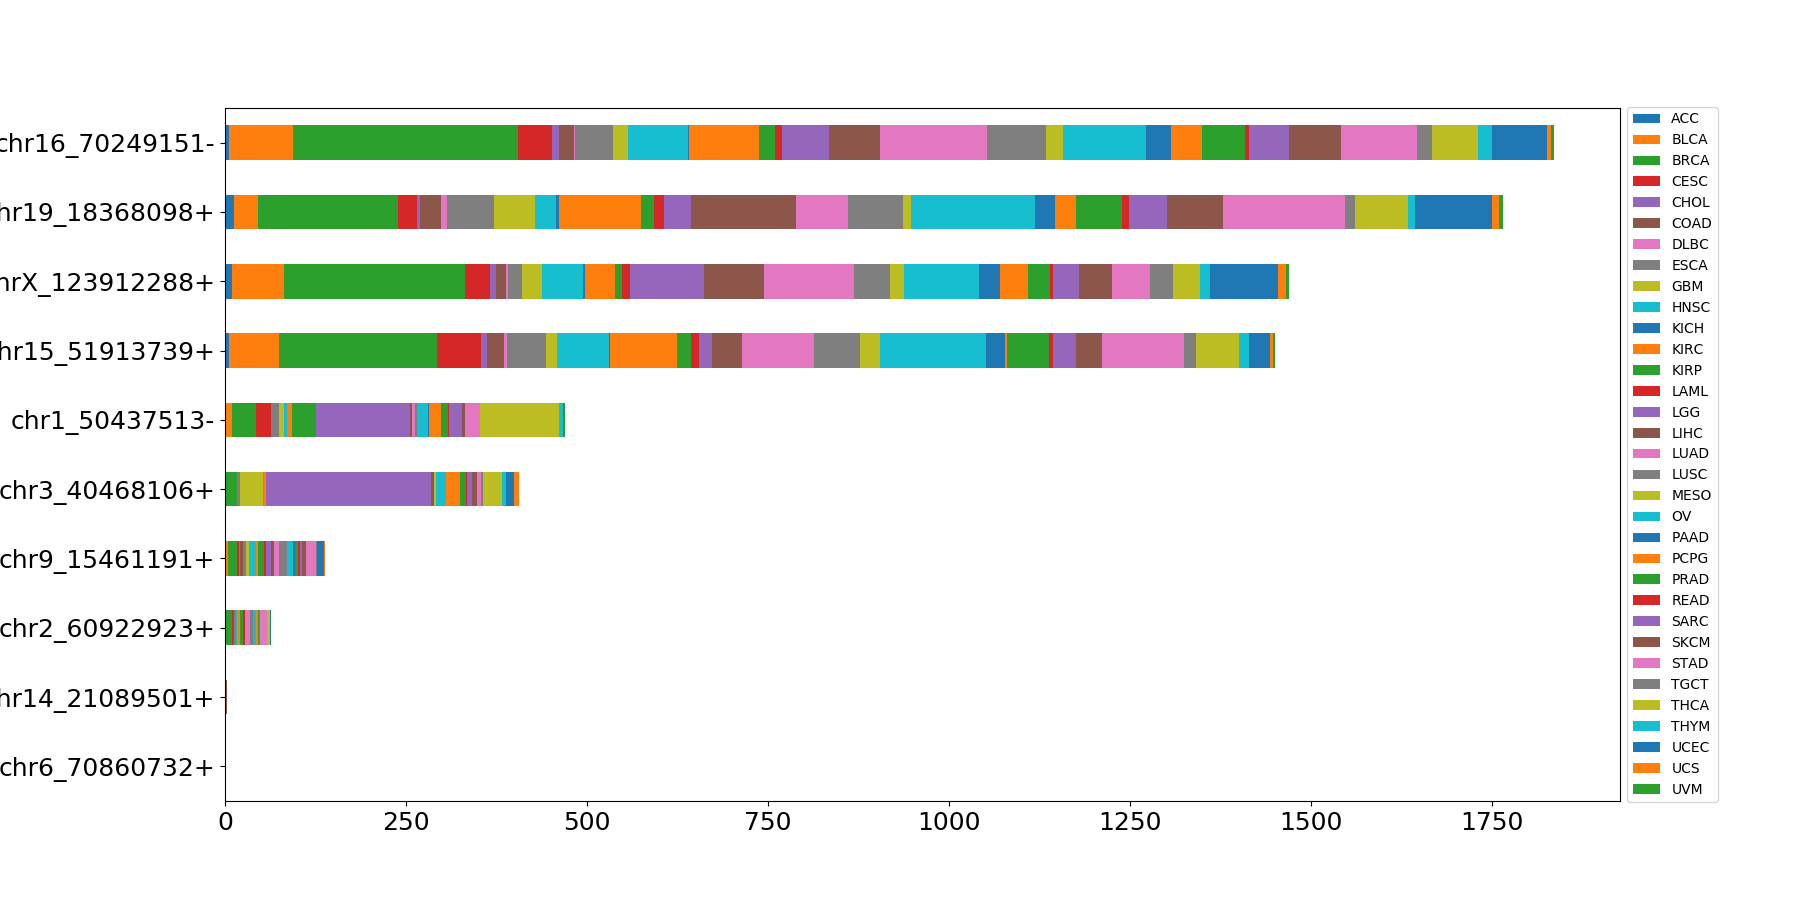 chr16_70249151-
hr19_18368098+
hrX_123912288+
hr15_51913739+
chr1_50437513-
chr3_40468106+
chr9_15461191+
chr2_60922923+
hr14_21089501+
chr6_70860732+
0 250 500 750 1000 1250 1500 1750
ACC
BLCA
BRCA
CESC
CHOL
COAD
DLBC
ESCA
GBM
HNSC
KICH
KIRC
KIRP
LAML
LGG
LIHC
LUAD
LUSC
MESO
OV
PAAD
PCPG
PRAD
READ
SARC
SKCM
STAD
TGCT
THCA
THYM
UCEC
UCS
UVM